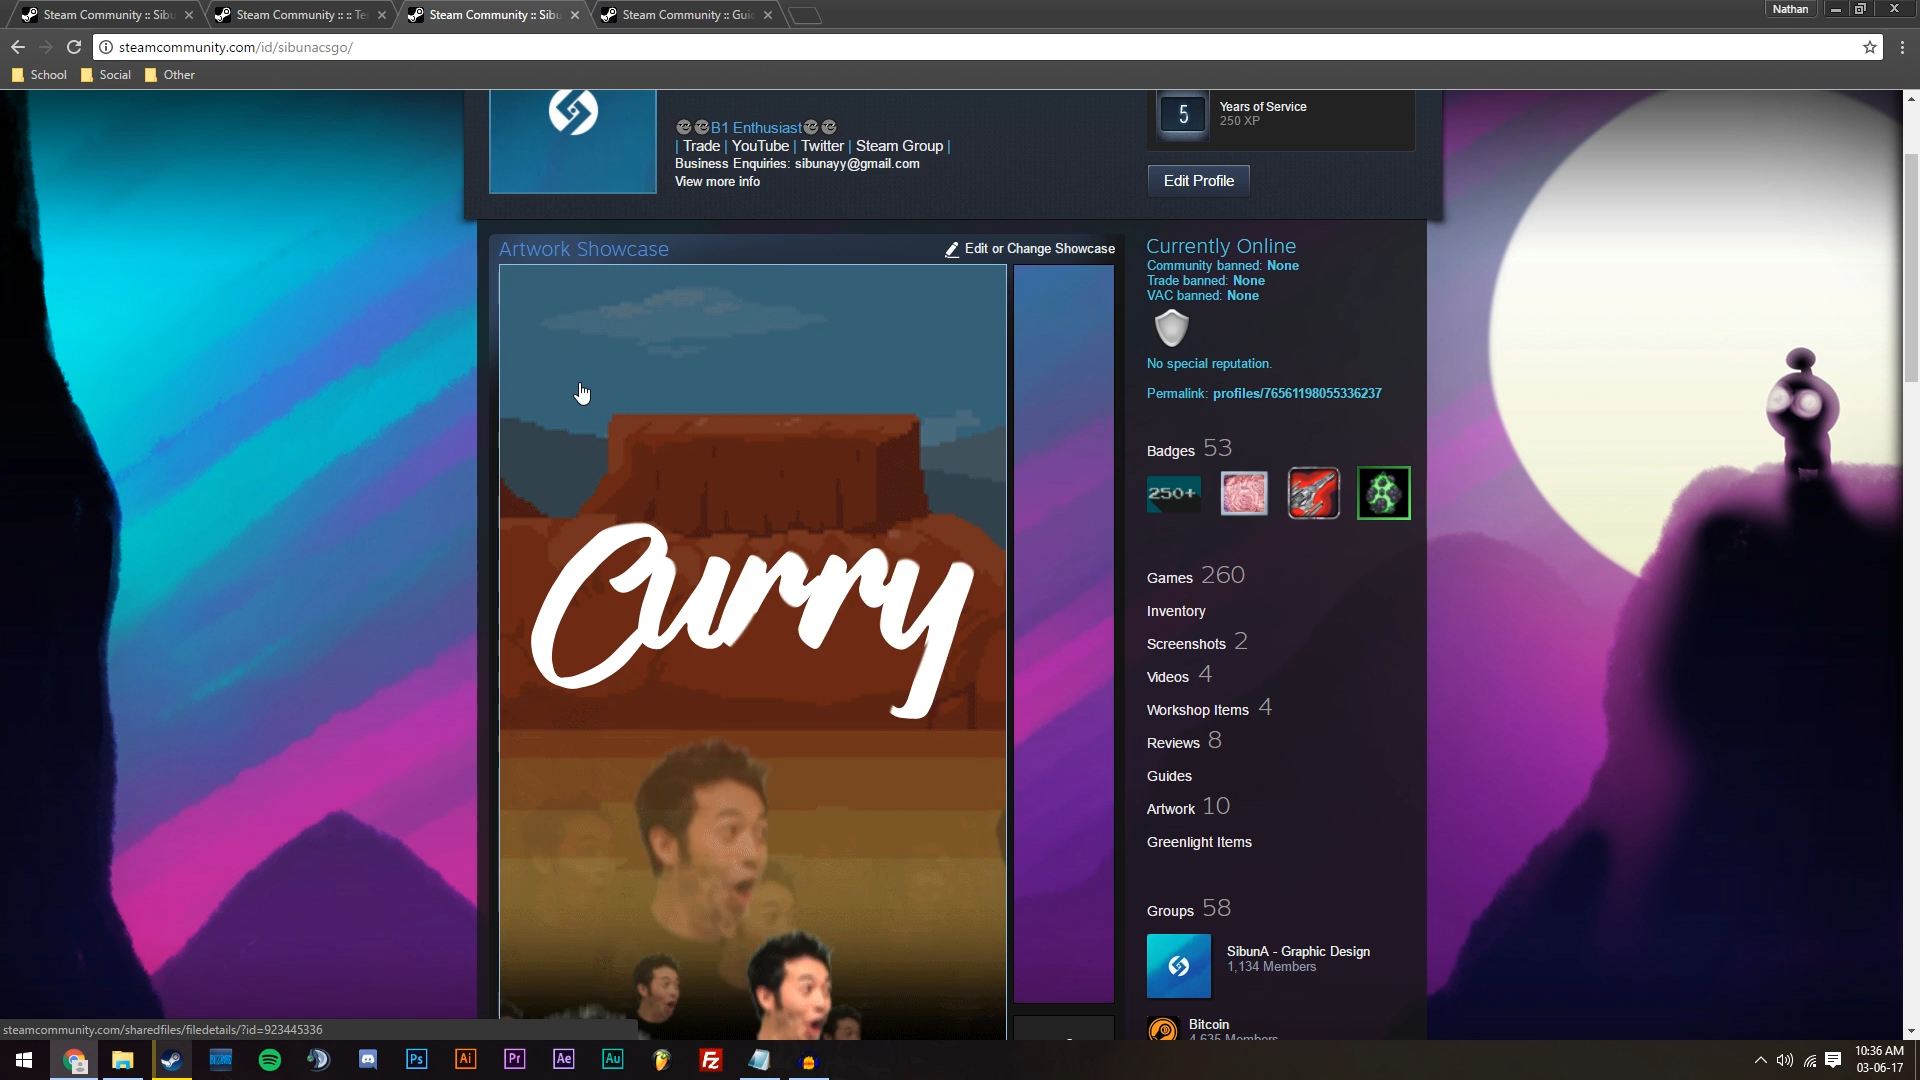 Steam Community :: Sibu
Steam Community :: :: Te
Steam Community :: Sibu
Steam Community :: Guid
Nathan
steamcommunity.com/id/sibunacsgo/
School
Social
Other
B1 Enthusiast
| Trade | YouTube | Twitter | Steam Group |
Business Enquiries: sibunayy@gmail.com
View more info
5
Years of Service
250 XP
Edit Profile
Artwork Showcase
Edit or Change Showcase
Curry
Currently Online
Community banned: None
Trade banned: None
VAC banned: None
No special reputation.
Permalink: profiles/76561198055336237
Badges 53
250+
Games 260
Inventory
Screenshots 2
Videos 4
Workshop Items 4
Reviews 8
Guides
Artwork 10
Greenlight Items
Groups 58
SibunA - Graphic Design
1,134 Members
Bitcoin
4,635 Members
steamcommunity.com/sharedfiles/filedetails/?id=923445336
Ps
Ai
Pr
Ae
Au
Fz
10:36 AM
03-06-17